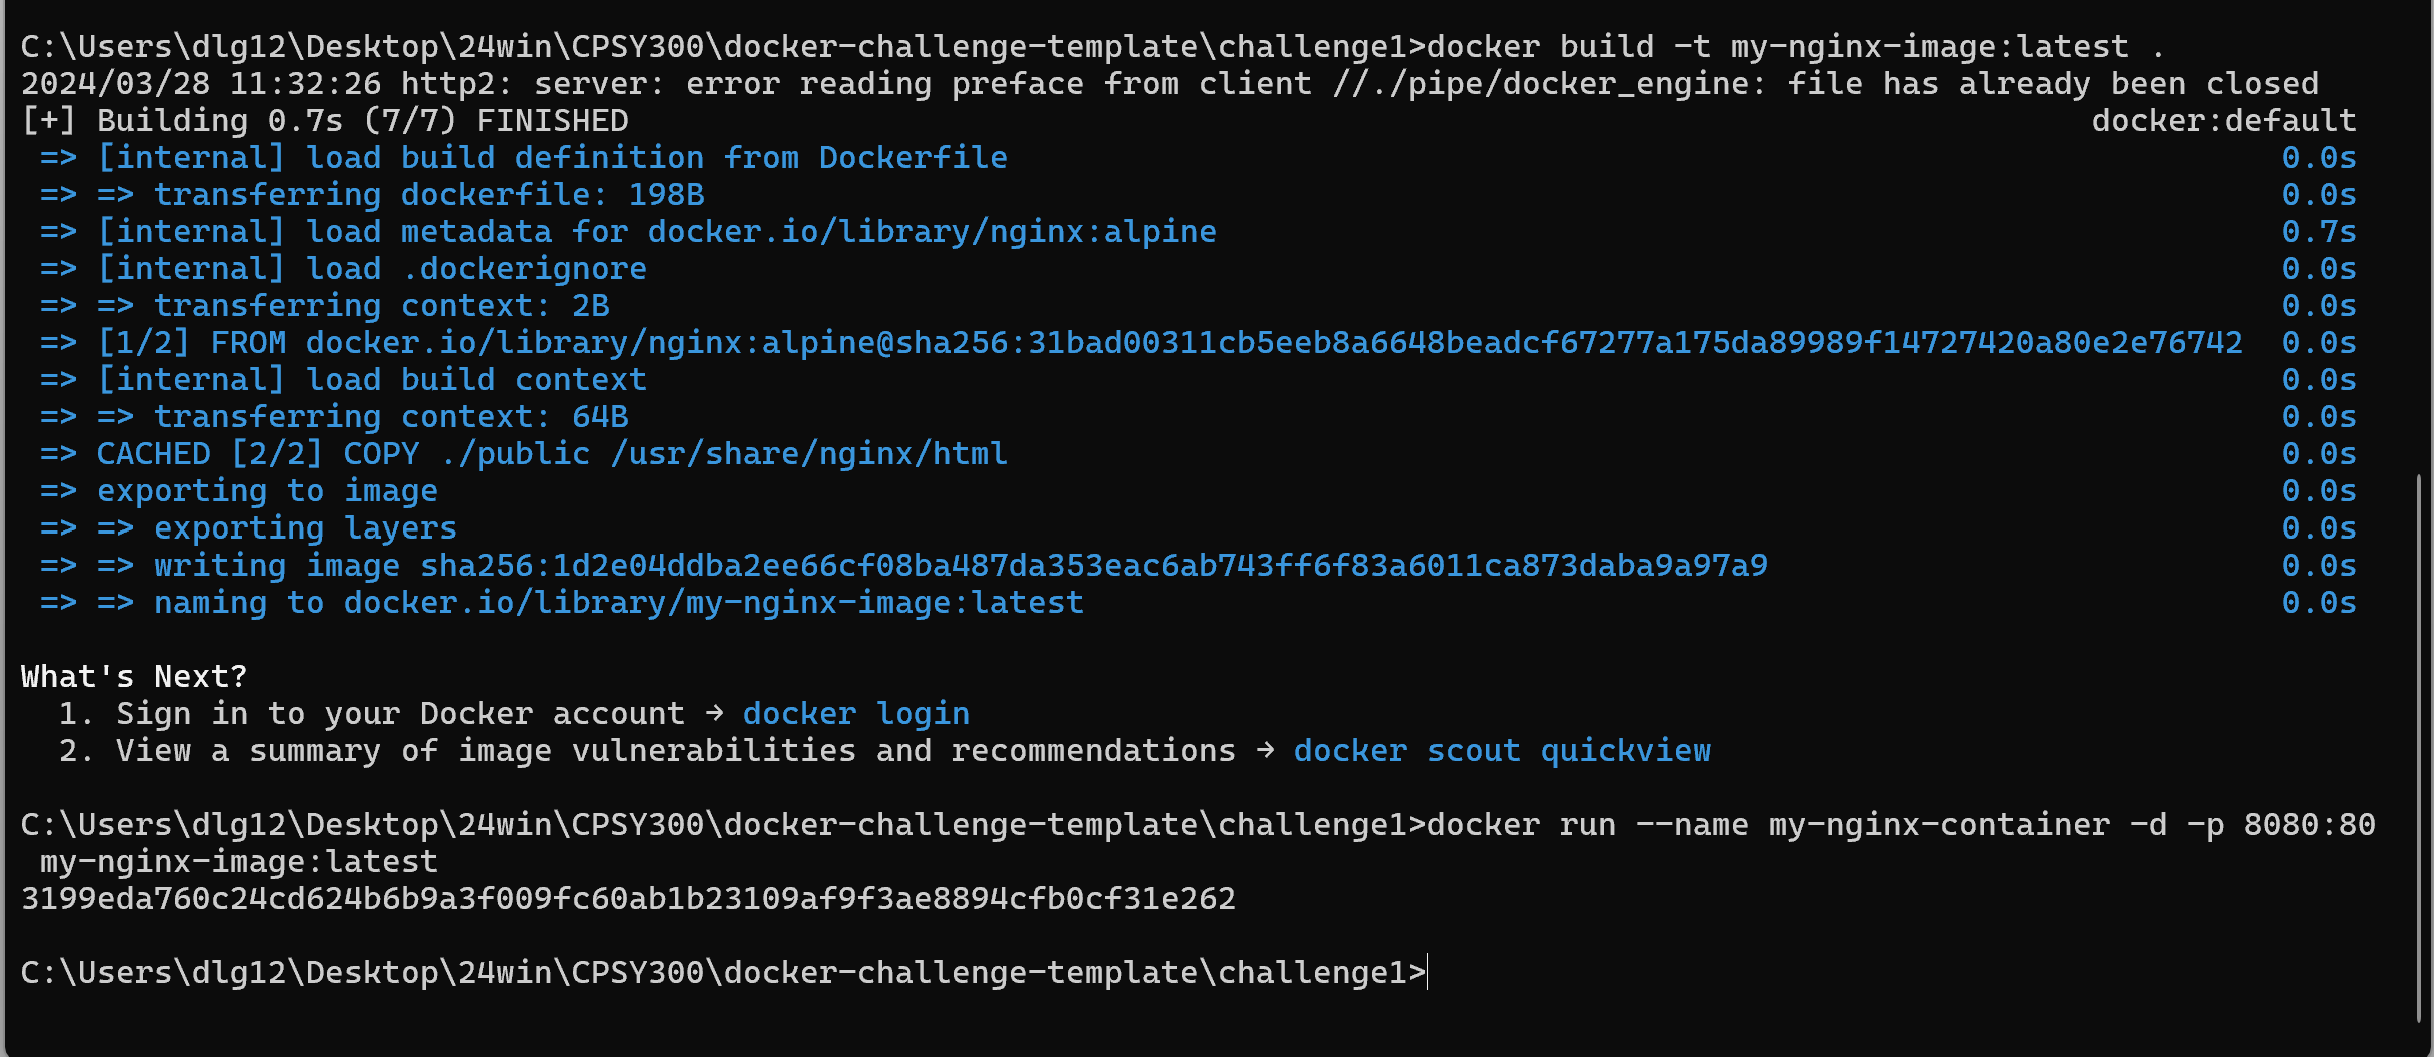 C:\Users\dlg12\Desktop\24win\CPSY300\docker-challenge-template\challenge1>docker build -t my-nginx-image:latest .
2024/03/28 11:32:26 http2: server: error reading preface from client //./pipe/docker_engine: file has already been closed
[+] Building 0.7s (7/7) FINISHED docker:default
=> [internal] load build definition from Dockerfile 0.0s
=> => transferring dockerfile: 198B 0.0s
=> [internal] load metadata for docker.io/library/nginx:alpine 0.7s
=> [internal] load .dockerignore 0.0s
=> => transferring context: 2B 0.0s
=> [1/2] FROM docker.io/library/nginx:alpine@sha256:31bad00311cb5eeb8a6648beadcf67277a175da89989f14727420a80e2e76742 0.0s
=> [internal] load build context 0.0s
=> => transferring context: 64B 0.0s
=> CACHED [2/2] COPY ./public /usr/share/nginx/html 0.0s
=> exporting to image 0.0s
=> => exporting layers 0.0s
=> => writing image sha256:1d2e04ddba2ee66cf08ba487da353eac6ab743ff6f83a6011ca873daba9a97a9 0.0s
=> => naming to docker.io/library/my-nginx-image:latest 0.0s
What's Next?
1. Sign in to your Docker account → docker login
2. View a summary of image vulnerabilities and recommendations → docker scout quickview
C:\Users\dlg12\Desktop\24win\CPSY300\docker-challenge-template\challenge1>docker run --name my-nginx-container -d -p 8080:80
my-nginx-image:latest
3199eda760c24cd624b6b9a3f009fc60ab1b23109af9f3ae8894cfb0cf31e262
C:\Users\dlg12\Desktop\24win\CPSY300\docker-challenge-template\challenge1>